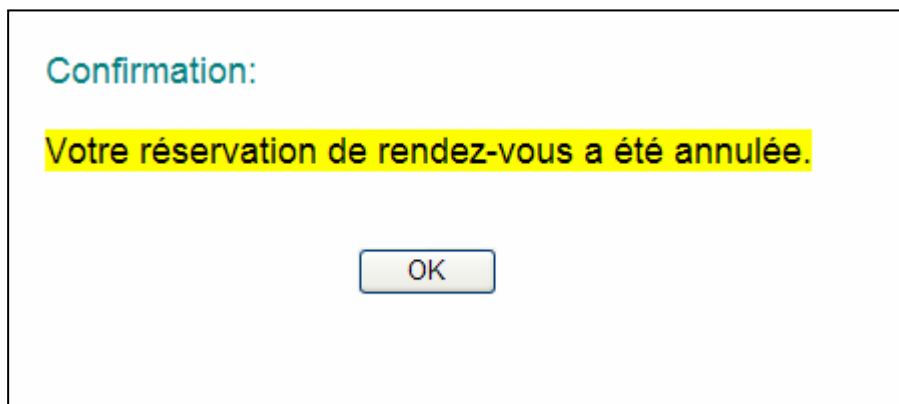 Confirmation:
Votre réservation de rendez-vous a été annulée.
OK